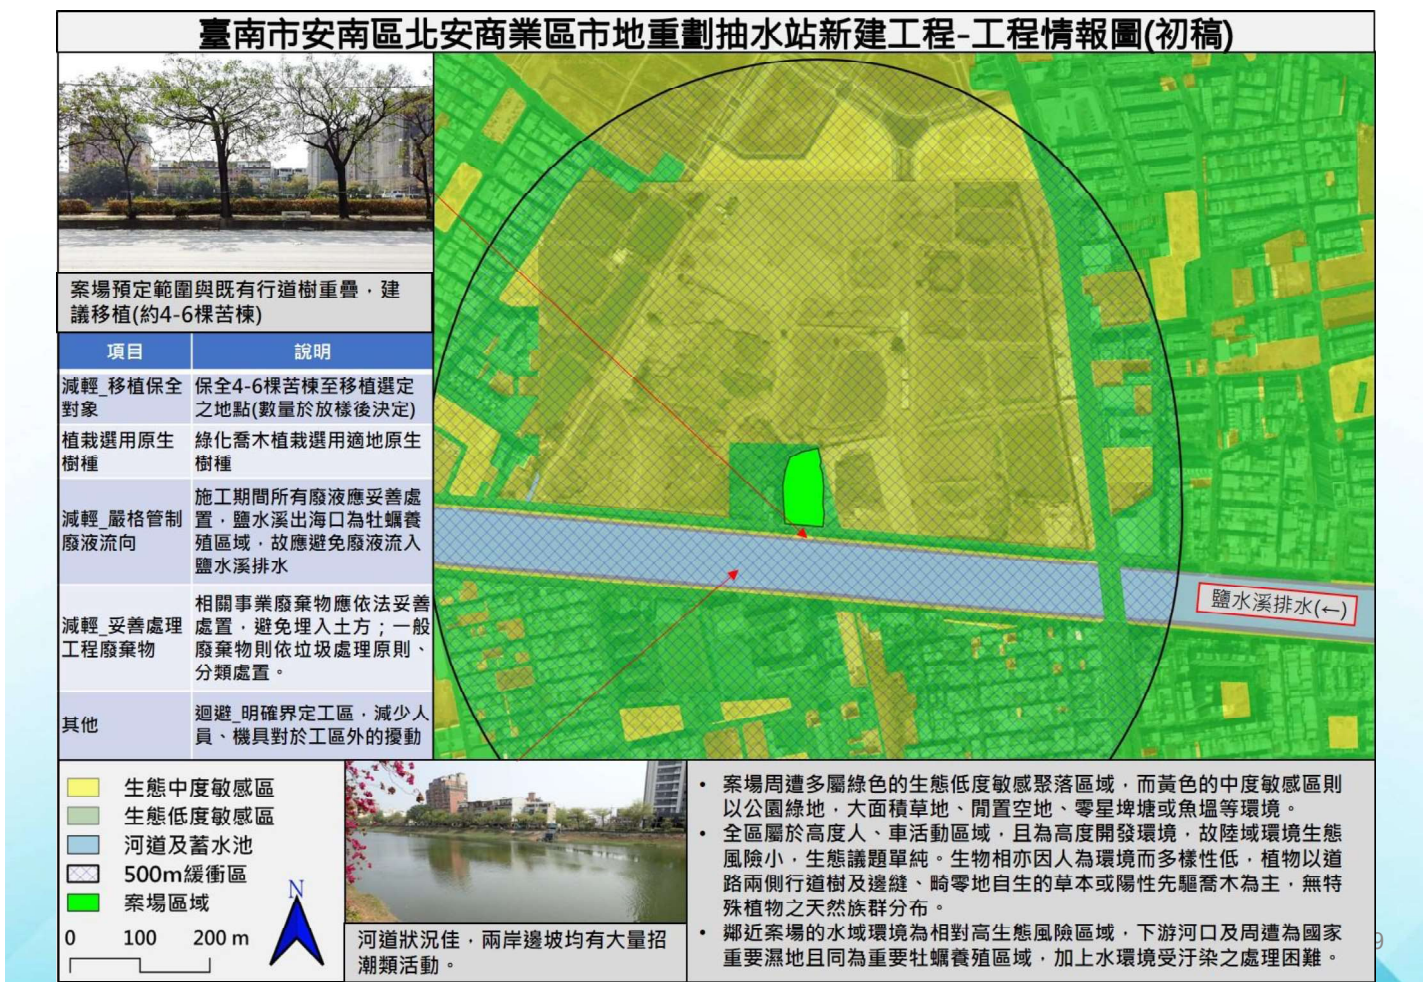 臺南市安南區北安商業區市地重劃抽水站新建工程-工程情報圖(初稿)
案場預定範圍與既有行道樹重疊，建
議移植(約4-6棵苦楝)
項目
說明
減輕_移植保全
對象
保全4-6棵苦楝至移植選定
之地點(數量於放樣後決定)
植栽選用原生
樹種
綠化喬木植栽選用適地原生
樹種
減輕_嚴格管制
廢液流向
施工期間所有廢液應妥善處
置，鹽水溪出海口為牡蠣養
殖區域，故應避免廢液流入
鹽水溪排水
減輕_妥善處理
工程廢棄物
相關事業廢棄物應依法妥善
處置，避免埋入土方；一般
廢棄物則依垃圾處理原則、
分類處置。
其他
迴避_明確界定工區，減少人
員、機具對於工區外的擾動
鹽水溪排水(←)
生態中度敏感區
生態低度敏感區
河道及蓄水池
500m緩衝區
案場區域
N
0 100 200 m
河道狀況佳，兩岸邊坡均有大量招
潮類活動。
• 案場周遭多屬綠色的生態低度敏感聚落區域，而黃色的中度敏感區則
以公園綠地，大面積草地、閒置空地、零星埤塘或魚塭等環境。
• 全區屬於高度人、車活動區域，且為高度開發環境，故陸域環境生態
風險小，生態議題單純。生物相亦因人為環境而多樣性低，植物以道
路兩側行道樹及邊縫、畸零地自生的草本或陽性先驅喬木為主，無特
殊植物之天然族群分布。
• 鄰近案場的水域環境為相對高生態風險區域，下游河口及周遭為國家
重要濕地且同為重要牡蠣養殖區域，加上水環境受汙染之處理困難。
9